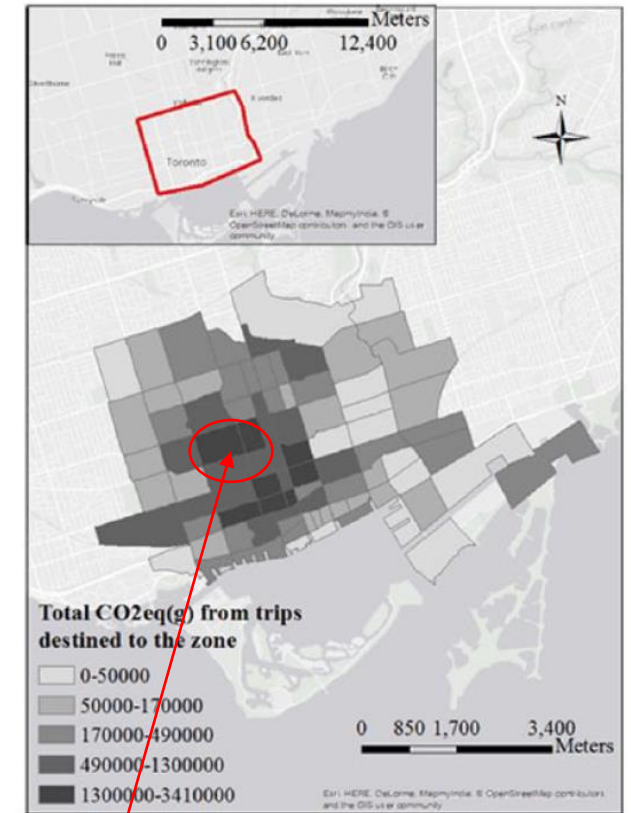 Meters
0 3,100 6,200 12,400
Toronto
Esri, HERE, DeLorme, MapmyIndia, ©
OpenStreetMap contributors, and the GIS user
community
N
Total CO2eq(g) from trips
destined to the zone
0-50000
50000-170000
170000-490000
490000-1300000
1300000-3410000
0 850 1,700 3,400
Meters
Esri, HERE, DeLorme, MapmyIndia, © OpenStreetMap contributors,
and the GIS user community